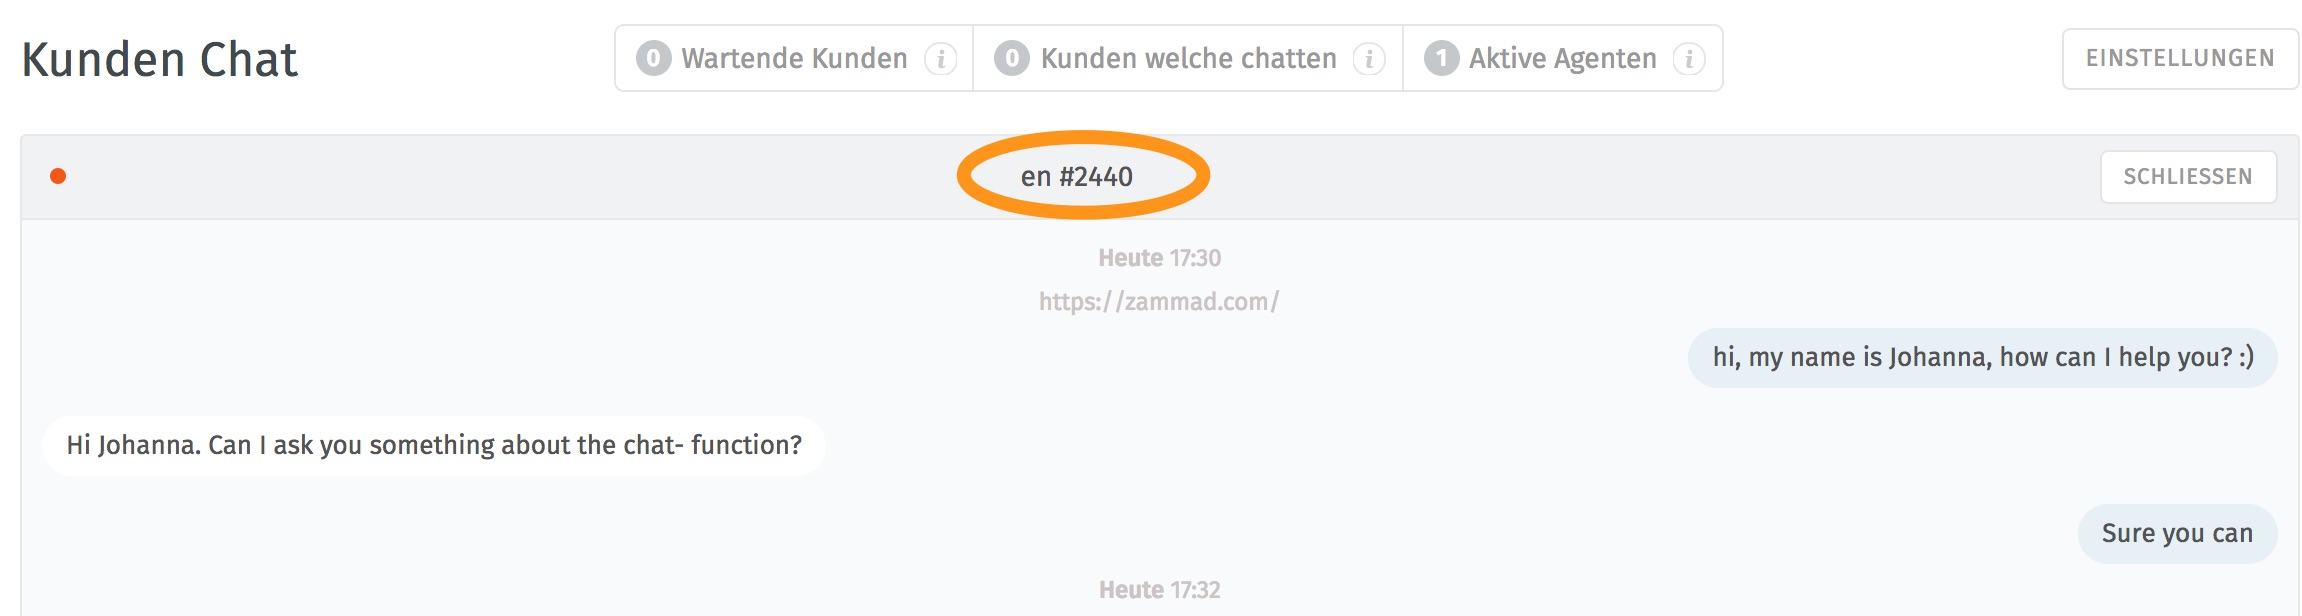 Kunden Chat
0 Wartende Kunden i
0 Kunden welche chatten i
1 Aktive Agenten i
EINSTELLUNGEN
en #2440
SCHLIESSEN
Heute 17:30
https://zammad.com/
hi, my name is Johanna, how can I help you? :)
Hi Johanna. Can I ask you something about the chat- function?
Sure you can
Heute 17:32